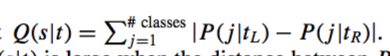 Q(s|t) = ∑_{j=1}^{# classes} |P(j|t_L) − P(j|t_R)|.